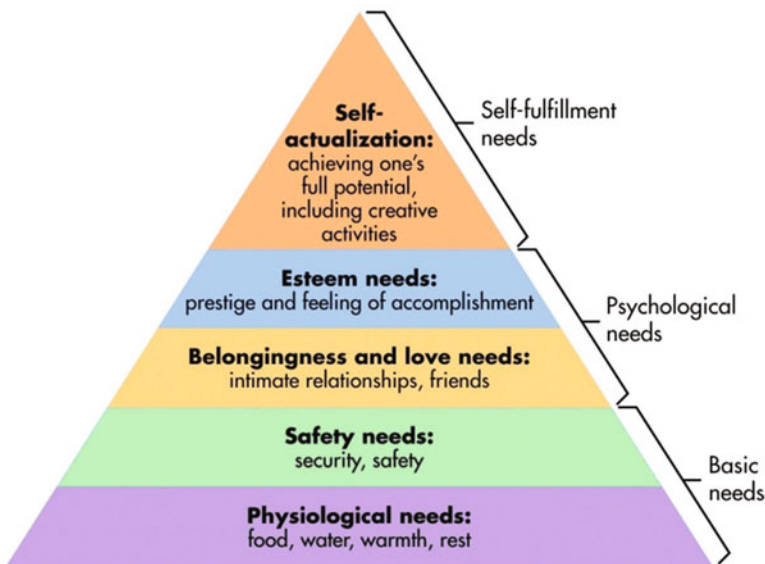 Self-
actualization:
achieving one's
full potential,
including creative
activities
Self-fulfillment
needs
Esteem needs:
prestige and feeling of accomplishment
Psychological
needs
Belongingness and love needs:
intimate relationships, friends
Safety needs:
security, safety
Basic
needs
Physiological needs:
food, water, warmth, rest